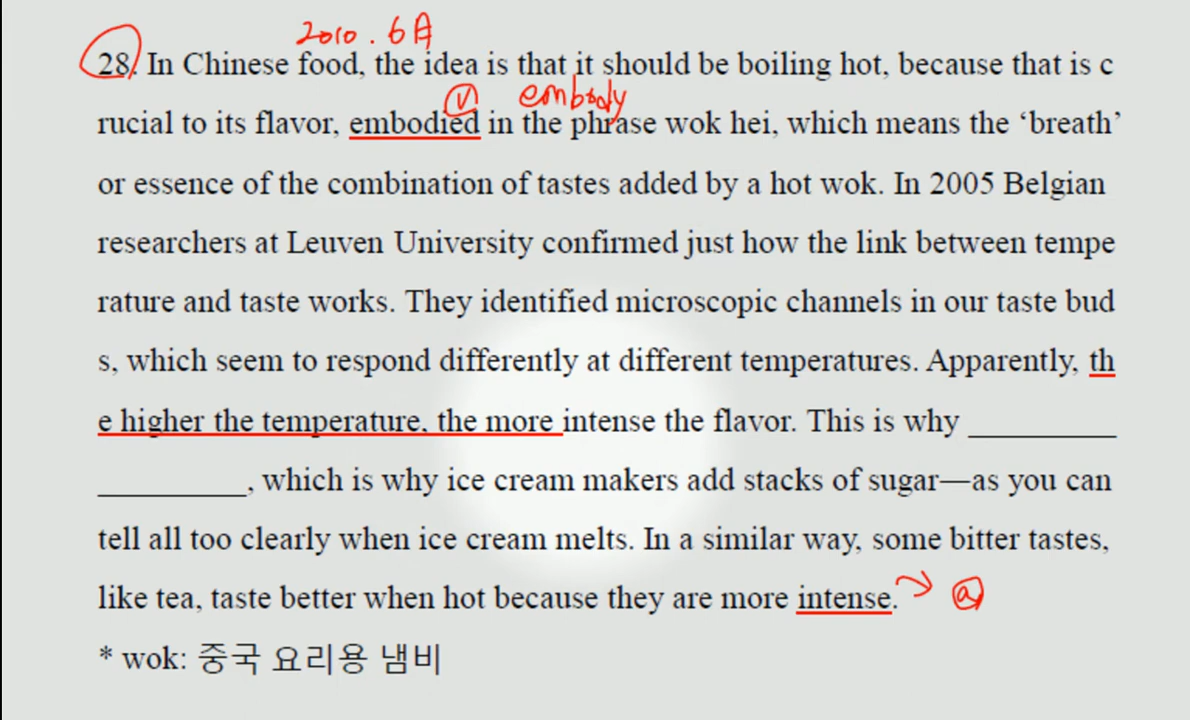 2010.6月
28. In Chinese food, the idea is that it should be boiling hot, because that is c
ⓥ embody
rucial to its flavor, embodied in the phrase wok hei, which means the ‘breath’
or essence of the combination of tastes added by a hot wok. In 2005 Belgian
researchers at Leuven University confirmed just how the link between tempe
rature and taste works. They identified microscopic channels in our taste bud
s, which seem to respond differently at different temperatures. Apparently, th
e higher the temperature, the more intense the flavor. This is why __________
__________, which is why ice cream makers add stacks of sugar—as you can
tell all too clearly when ice cream melts. In a similar way, some bitter tastes,
like tea, taste better when hot because they are more intense. ⓐ
* wok: 중국 요리용 냄비